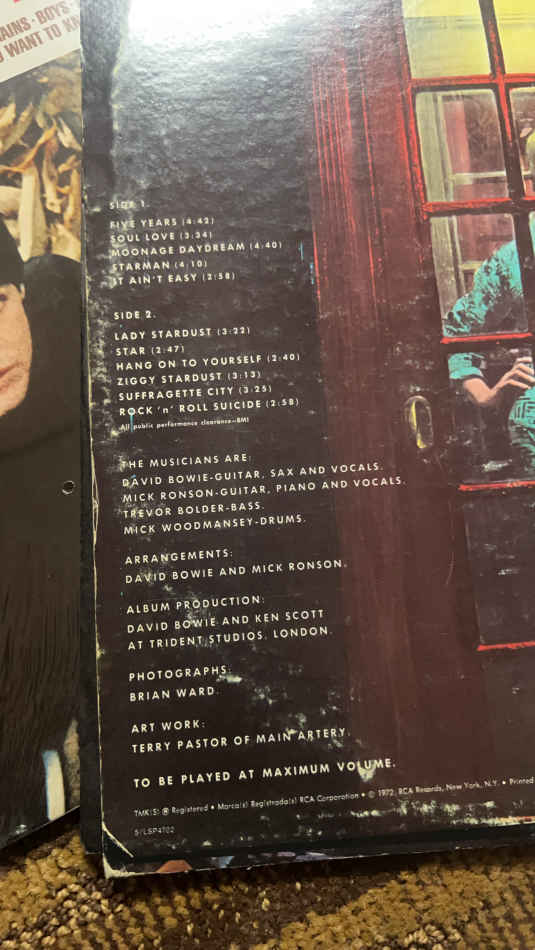 AINS · BOYS ·
WANT TO KN
SIDE 1.
FIVE YEARS (4:42)
SOUL LOVE (3:34)
MOONAGE DAYDREAM (4:40)
STARMAN (4:10)
IT AIN'T EASY (2:58)
SIDE 2.
LADY STARDUST (3:22)
STAR (2:47)
HANG ON TO YOURSELF (2:40)
ZIGGY STARDUST (3:13)
SUFFRAGETTE CITY (3:25)
ROCK 'n' ROLL SUICIDE (2:58)
All public performance clearance—BMI
THE MUSICIANS ARE:
DAVID BOWIE-GUITAR, SAX AND VOCALS.
MICK RONSON-GUITAR, PIANO AND VOCALS.
TREVOR BOLDER-BASS.
MICK WOODMANSEY-DRUMS.
ARRANGEMENTS:
DAVID BOWIE AND MICK RONSON.
ALBUM PRODUCTION:
DAVID BOWIE AND KEN SCOTT
AT TRIDENT STUDIOS. LONDON.
PHOTOGRAPHS:
BRIAN WARD.
ART WORK:
TERRY PASTOR OF MAIN ARTERY.
TO BE PLAYED AT MAXIMUM VOLUME.
TMK(S) ® Registered • Marca(s) Registrada(s) RCA Corporation • © 1972, RCA Records, New York, N.Y. • Printed
LSP4702